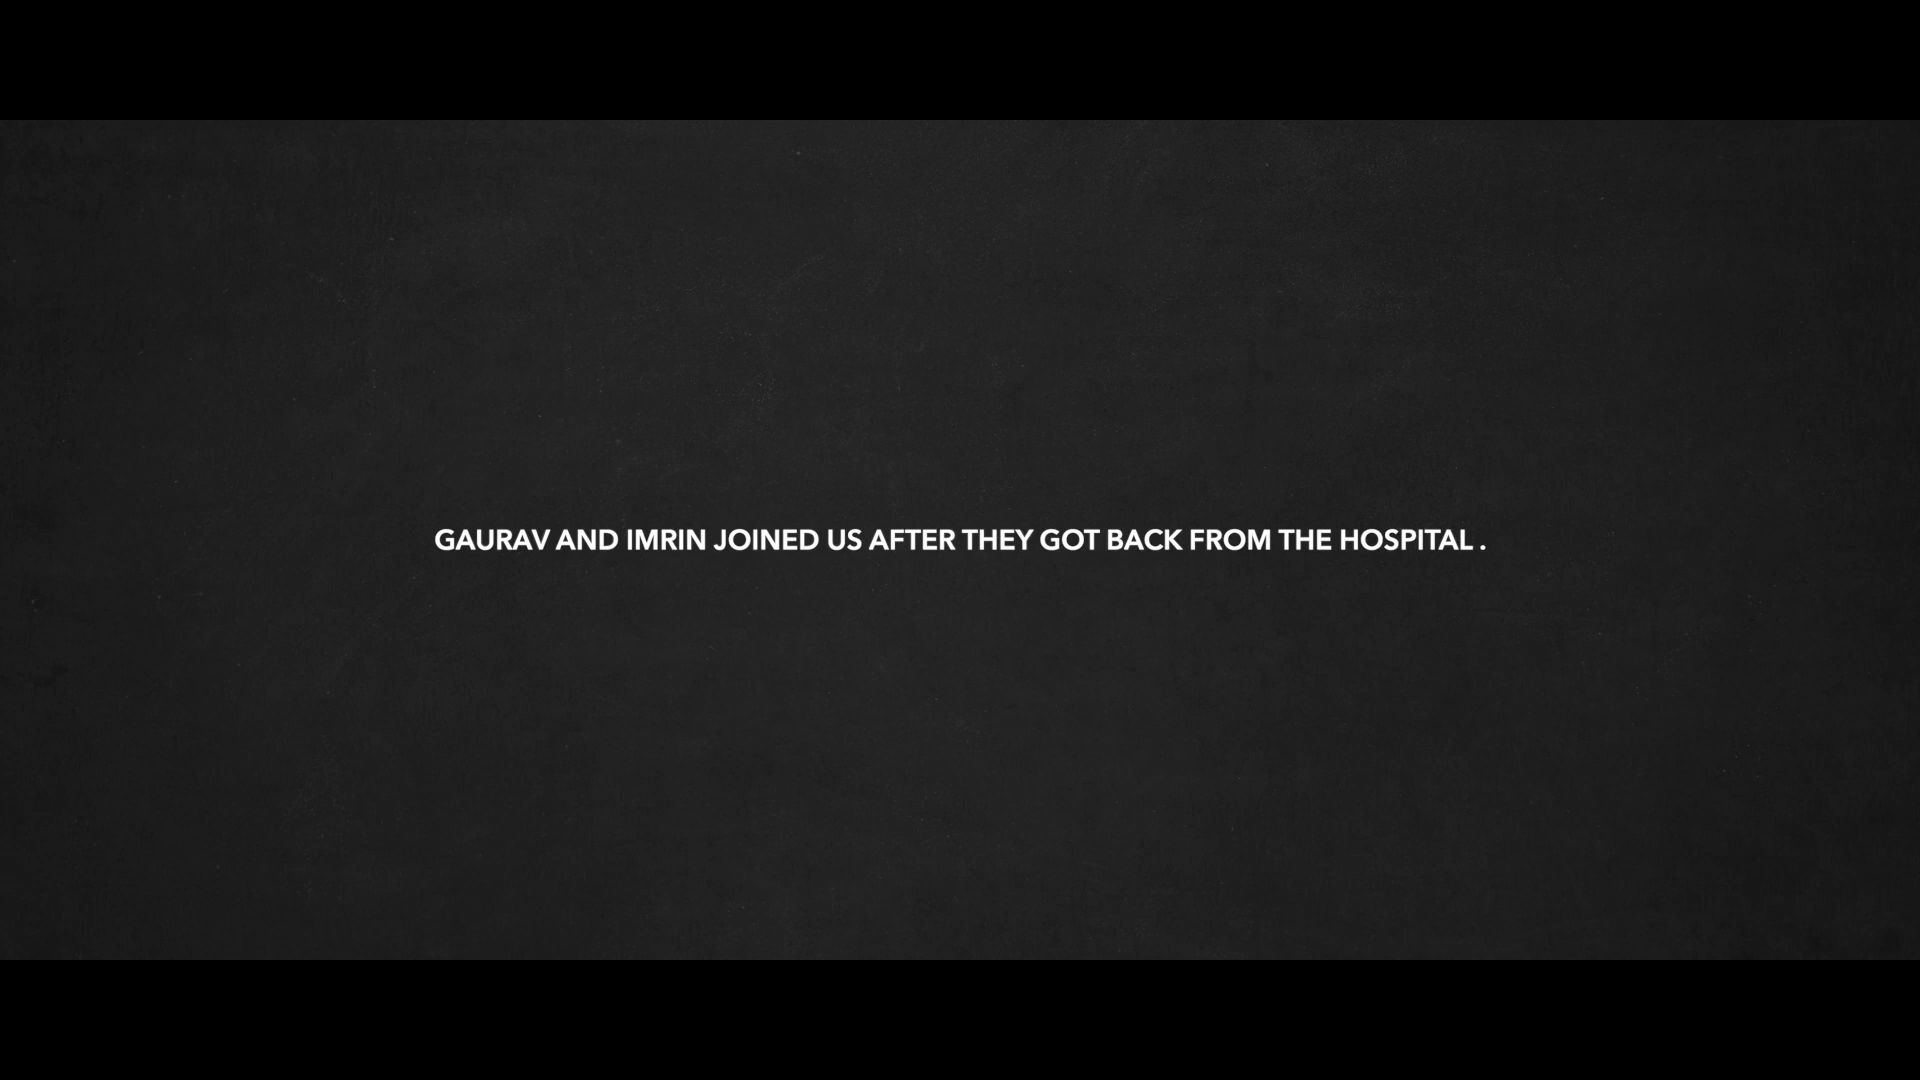 GAURAV AND IMRIN JOINED US AFTER THEY GOT BACK FROM THE HOSPITAL .